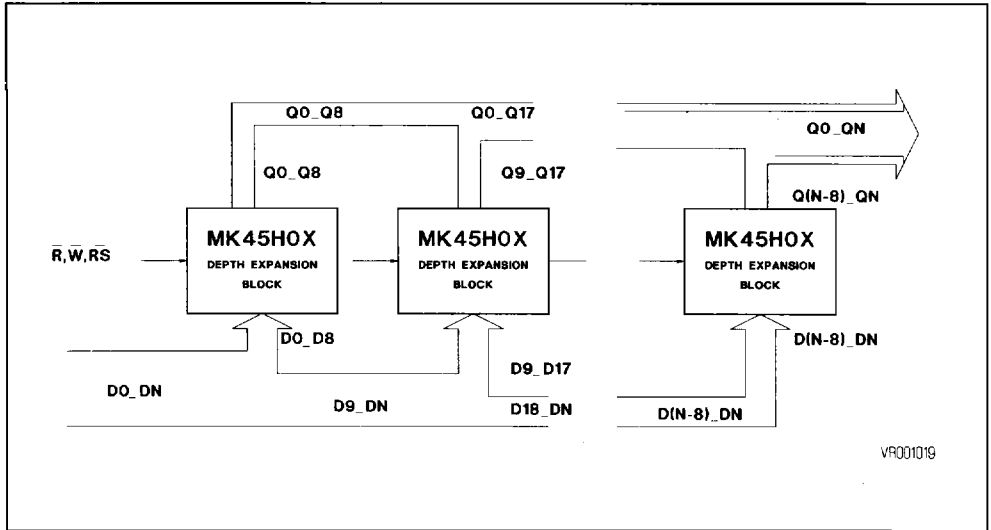 Q0_Q8
Q0_Q17
Q0_QN
Q0_Q8
Q9_Q17
Q(N-8)_QN
R̅,W̅,R̅S̅
MK45H0X
DEPTH EXPANSION
BLOCK
MK45H0X
DEPTH EXPANSION
BLOCK
MK45H0X
DEPTH EXPANSION
BLOCK
D0_D8
D(N-8)_DN
D9_D17
D0_DN
D9_DN
D18_DN
D(N-8)_DN
VR001019